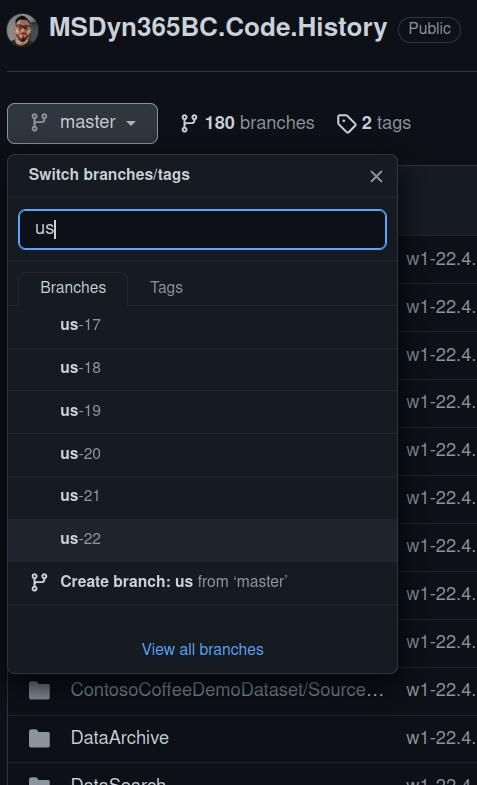 MSDyn365BC.Code.History Public
master 180 branches 2 tags
Switch branches/tags
us
Branches Tags
us-17
us-18
us-19
us-20
us-21
us-22
Create branch: us from ‘master’
View all branches
w1-22.4.
w1-22.4.
w1-22.4.
w1-22.4.
w1-22.4.
w1-22.4.
w1-22.4.
w1-22.4.
w1-22.4.
ContosoCoffeeDemoDataset/Source… w1-22.4.
DataArchive w1-22.4.
DataSearch w1-22.4.